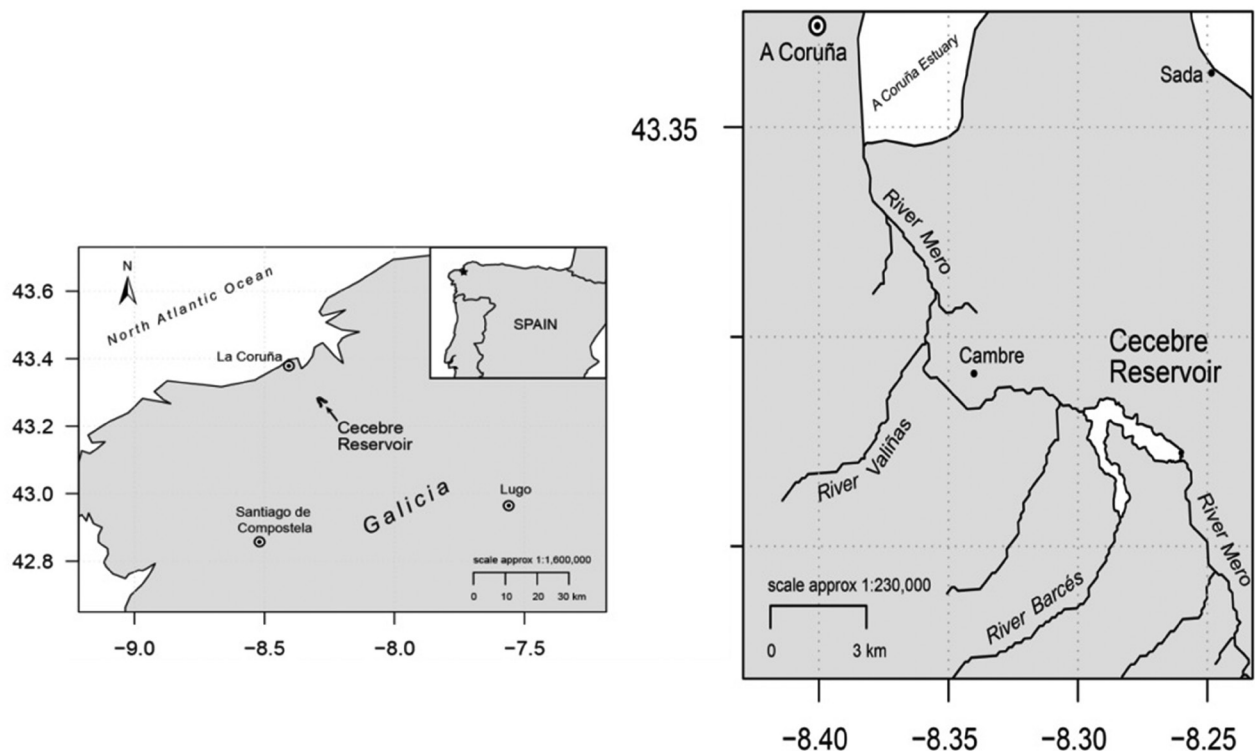 43.6
43.4
43.2
43.0
42.8
N
North Atlantic Ocean
La Coruña
Cecebre
Reservoir
Galicia
Santiago de
Compostela
Lugo
SPAIN
scale approx 1:1,600,000
0 10 20 30 km
−9.0 −8.5 −8.0 −7.5
43.35
A Coruña
A Coruña Estuary
Sada
River Mero
Cambre
Cecebre
Reservoir
River Valiñas
River Mero
River Barcés
scale approx 1:230,000
0 3 km
−8.40 −8.35 −8.30 −8.25